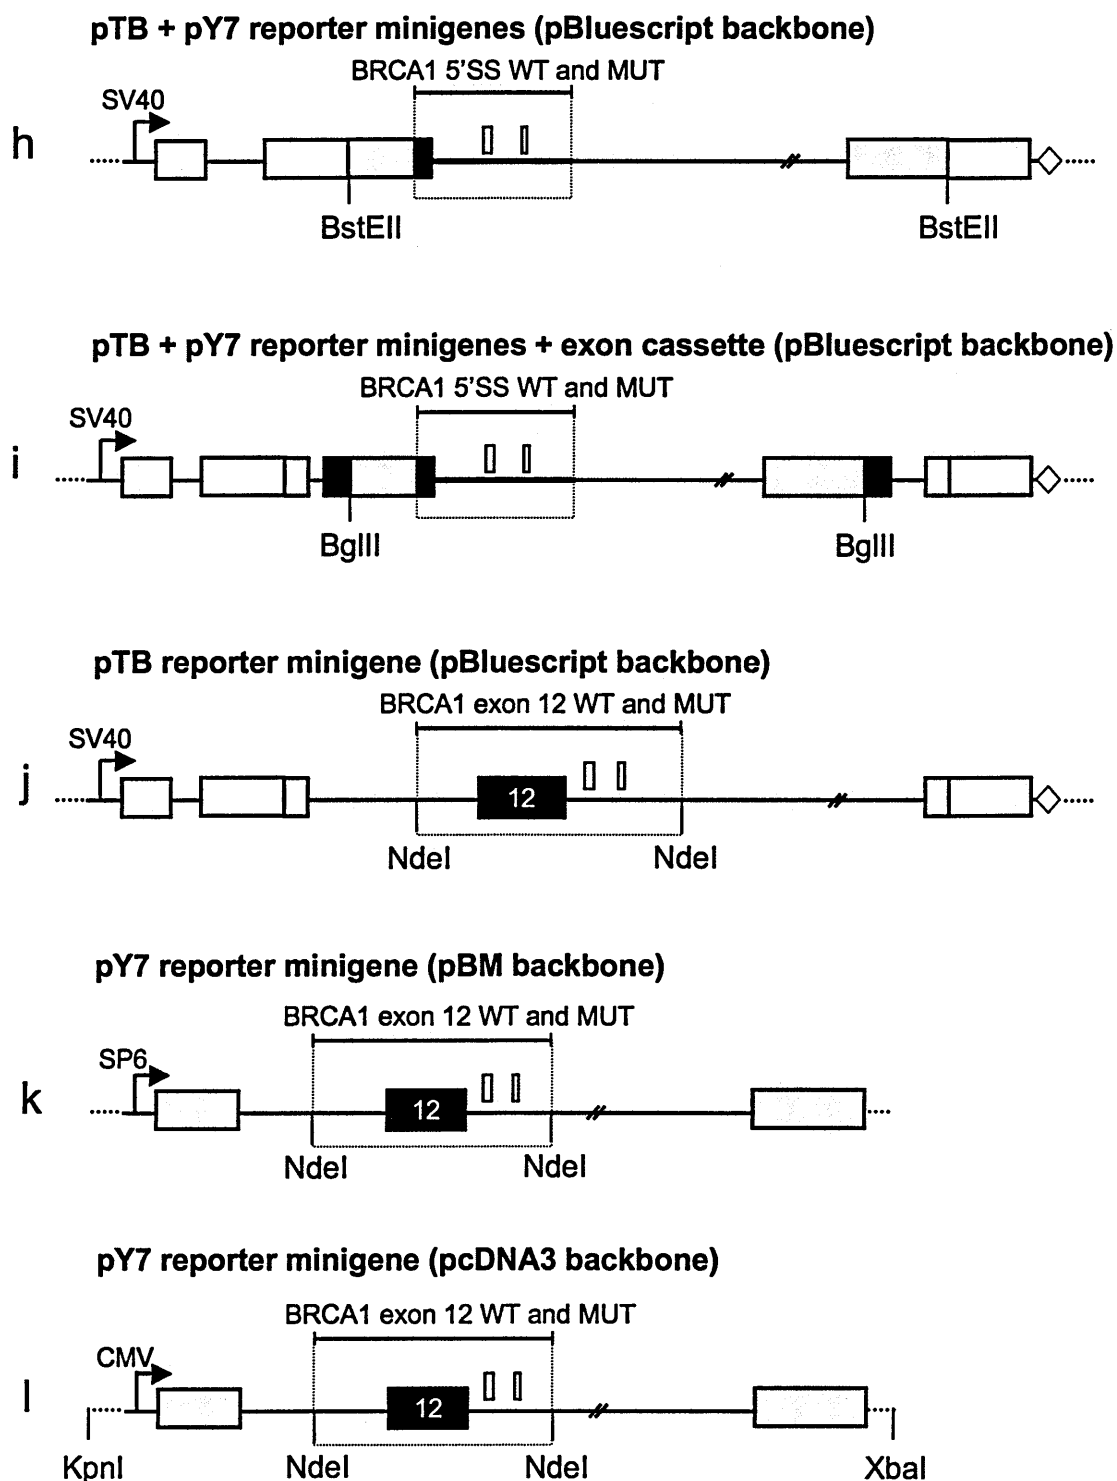 pTB + pY7 reporter minigenes (pBluescript backbone)
BRCA1 5'SS WT and MUT
SV40
h
BstEII BstEII
pTB + pY7 reporter minigenes + exon cassette (pBluescript backbone)
BRCA1 5'SS WT and MUT
SV40
i
BglII BglII
pTB reporter minigene (pBluescript backbone)
BRCA1 exon 12 WT and MUT
SV40
j
12
NdeI NdeI
pY7 reporter minigene (pBM backbone)
BRCA1 exon 12 WT and MUT
SP6
k
12
NdeI NdeI
pY7 reporter minigene (pcDNA3 backbone)
BRCA1 exon 12 WT and MUT
CMV
l
12
KpnI NdeI NdeI XbaI